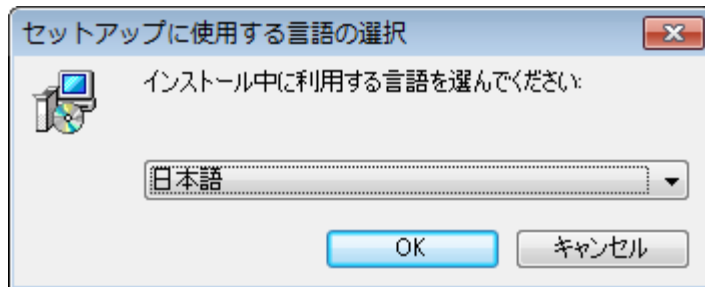 セットアップに使用する言語の選択
インストール中に利用する言語を選んでください:
日本語
OK
キャンセル